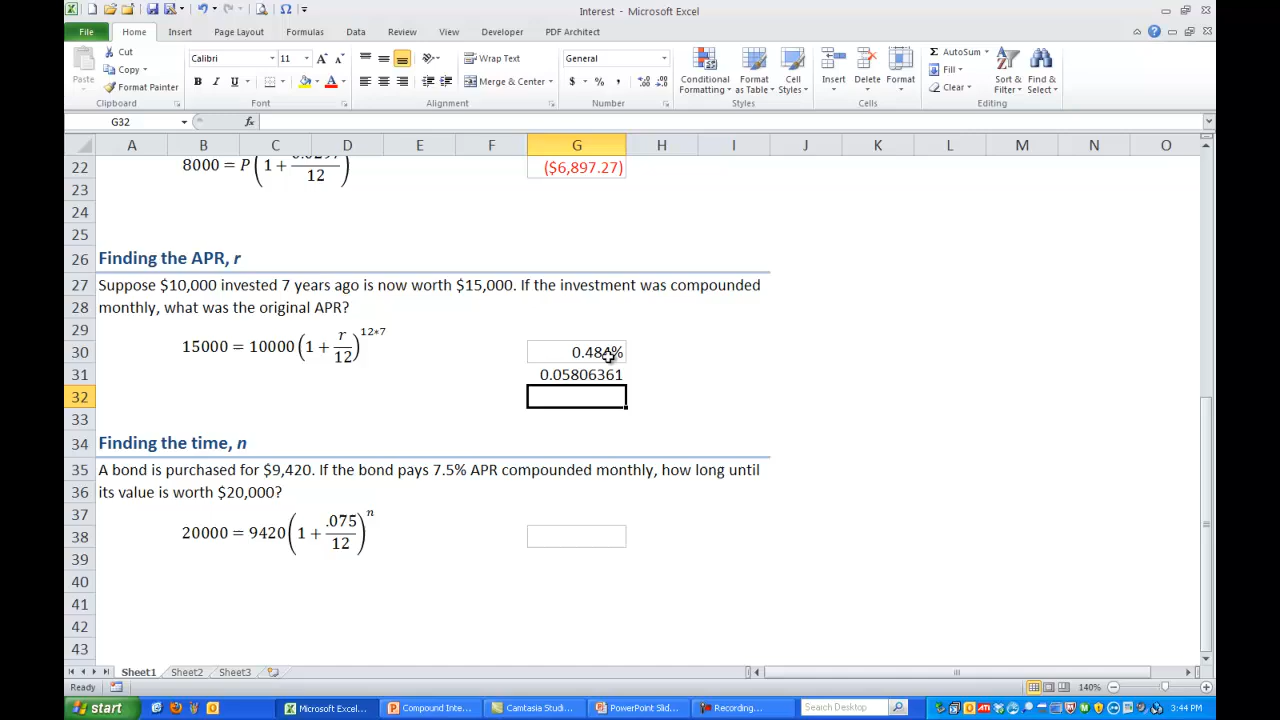 Interest - Microsoft Excel
File Home Insert Page Layout Formulas Data Review View Developer PDF Architect
Paste Cut Copy Format Painter Clipboard
Calibri 11 A A B I U A Font
Wrap Text Merge & Center Alignment
General $ % , Number
Conditional Formatting Format as Table Cell Styles Styles
Insert Delete Format Cells
Σ AutoSum Fill Clear Sort & Filter Find & Select Editing
G32 fx
A B C D E F G H I J K L M N O
22 8000 = P(1 + / 12) ($6,897.27)
23
24
25
26 Finding the APR, r
27 Suppose $10,000 invested 7 years ago is now worth $15,000. If the investment was compounded
28 monthly, what was the original APR?
29
30 15000 = 10000(1 + r/12)^12*7 0.484%
31 0.05806361
32
33
34 Finding the time, n
35 A bond is purchased for $9,420. If the bond pays 7.5% APR compounded monthly, how long until
36 its value is worth $20,000?
37
38 20000 = 9420(1 + .075/12)^n
39
40
41
42
43
Sheet1 Sheet2 Sheet3
Ready 140%
start Microsoft Excel... Compound Inte... Camtasia Studi... PowerPoint Slid... Recording... Search Desktop 3:44 PM